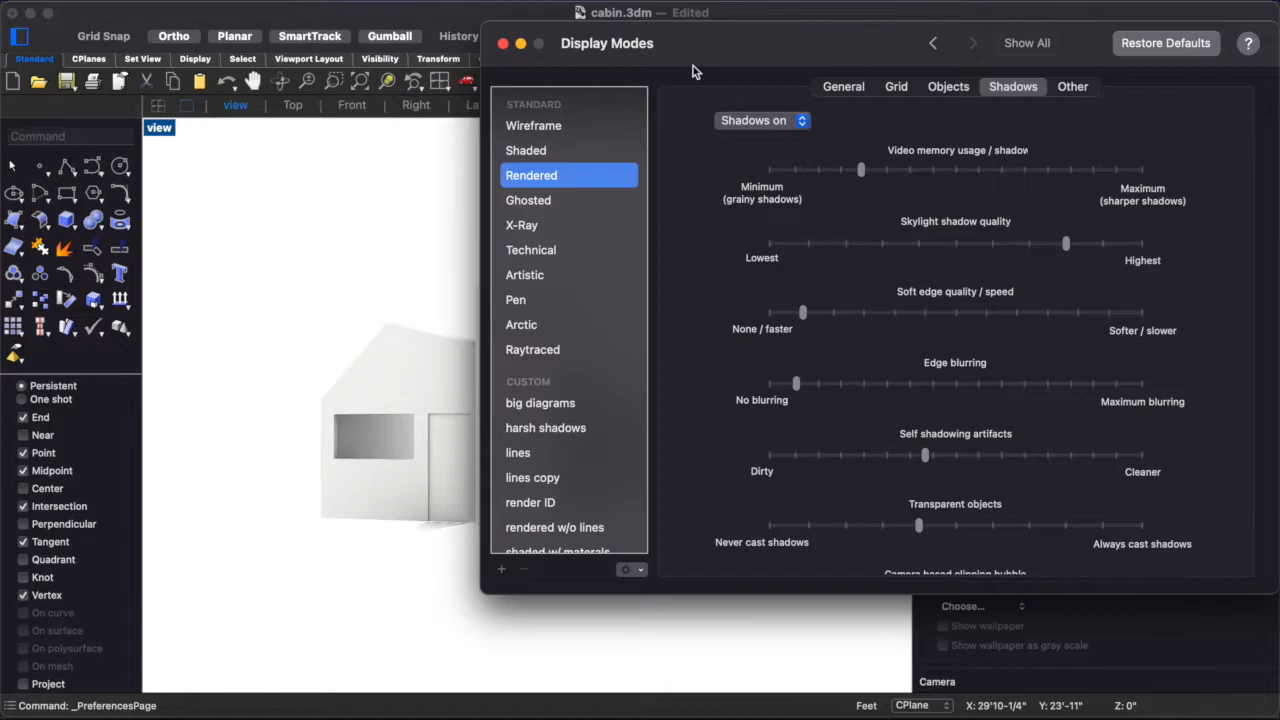 cabin.3dm — Edited
Grid Snap Ortho Planar SmartTrack Gumball History
Standard CPlanes Set View Display Select Viewport Layout Visibility Transform
view Top Front Right La
view
Command
Persistent
One shot
End
Near
Point
Midpoint
Center
Intersection
Perpendicular
Tangent
Quadrant
Knot
Vertex
On curve
On surface
On polysurface
On mesh
Project
Display Modes
Show All
Restore Defaults
?
STANDARD
Wireframe
Shaded
Rendered
Ghosted
X-Ray
Technical
Artistic
Pen
Arctic
Raytraced
CUSTOM
big diagrams
harsh shadows
lines
lines copy
render ID
rendered w/o lines
shaded w/ materals
General Grid Objects Shadows Other
Shadows on
Video memory usage / shadow
Minimum
(grainy shadows)
Maximum
(sharper shadows)
Skylight shadow quality
Lowest
Highest
Soft edge quality / speed
None / faster
Softer / slower
Edge blurring
No blurring
Maximum blurring
Self shadowing artifacts
Dirty
Cleaner
Transparent objects
Never cast shadows
Always cast shadows
Camera based clipping bubble
Choose...
Show wallpaper
Show wallpaper as gray scale
Camera
Command: _PreferencesPage
Feet CPlane X: 29'10-1/4" Y: 23'-11" Z: 0"